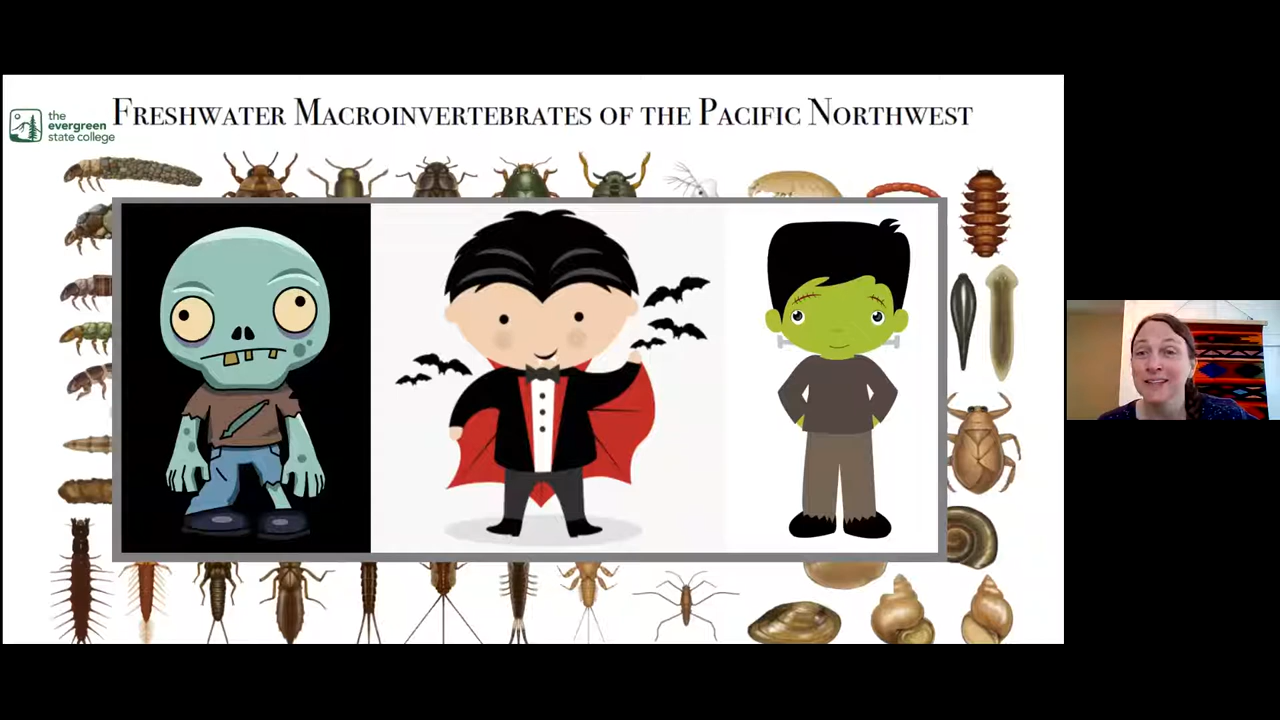 FRESHWATER MACROINVERTEBRATES OF THE PACIFIC NORTHWEST
the
evergreen
state college